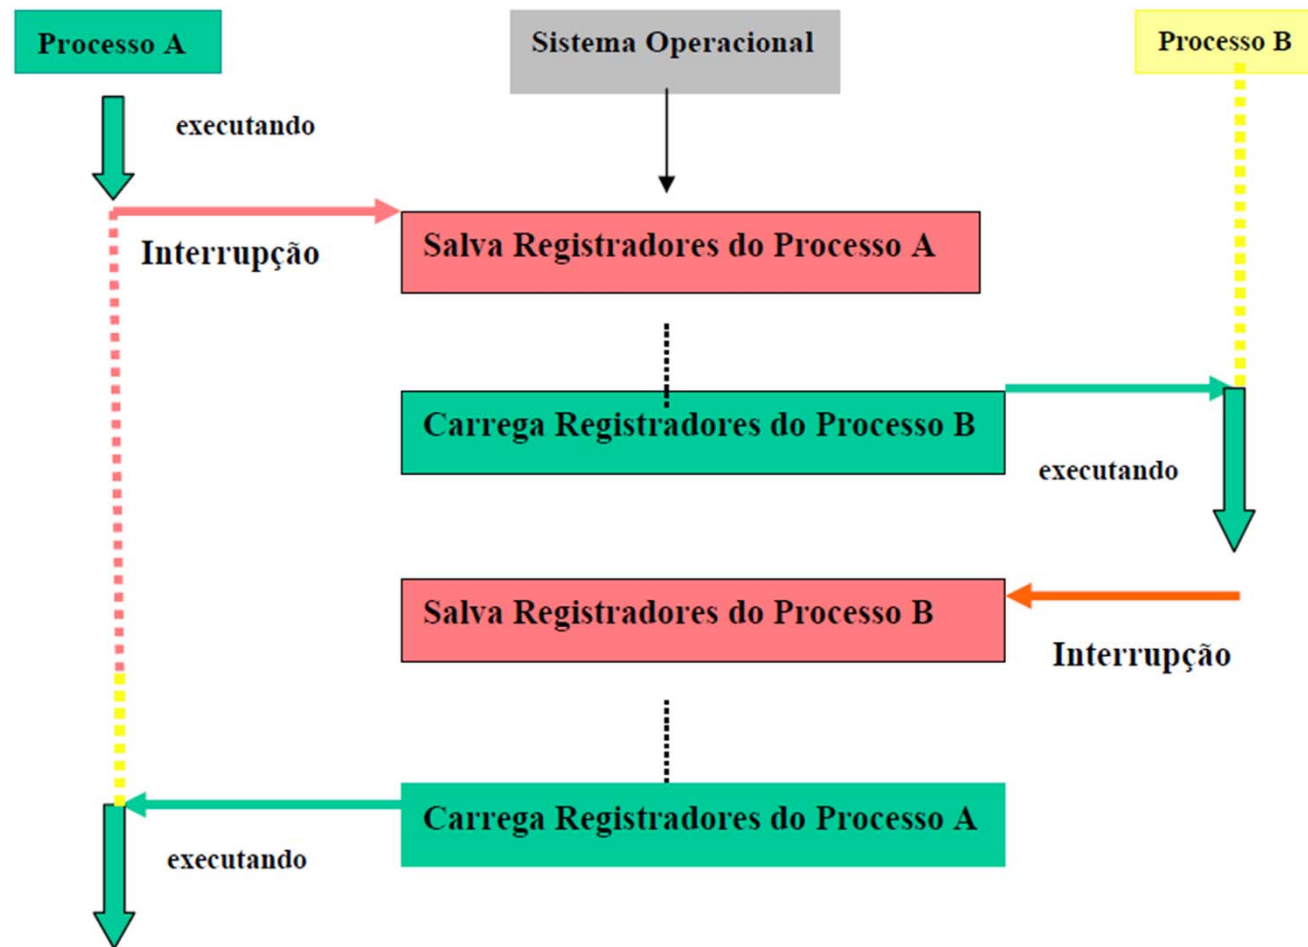 Processo A
Sistema Operacional
Processo B
executando
Interrupção
Salva Registradores do Processo A
Carrega Registradores do Processo B
executando
Salva Registradores do Processo B
Interrupção
Carrega Registradores do Processo A
executando